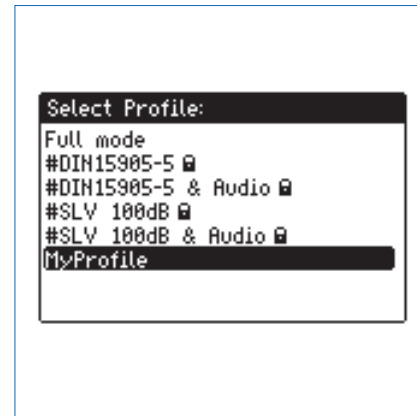 Select Profile:
Full mode
#DIN15905-5
#DIN15905-5 & Audio
#SLV 100dB
#SLV 100dB & Audio
MyProfile